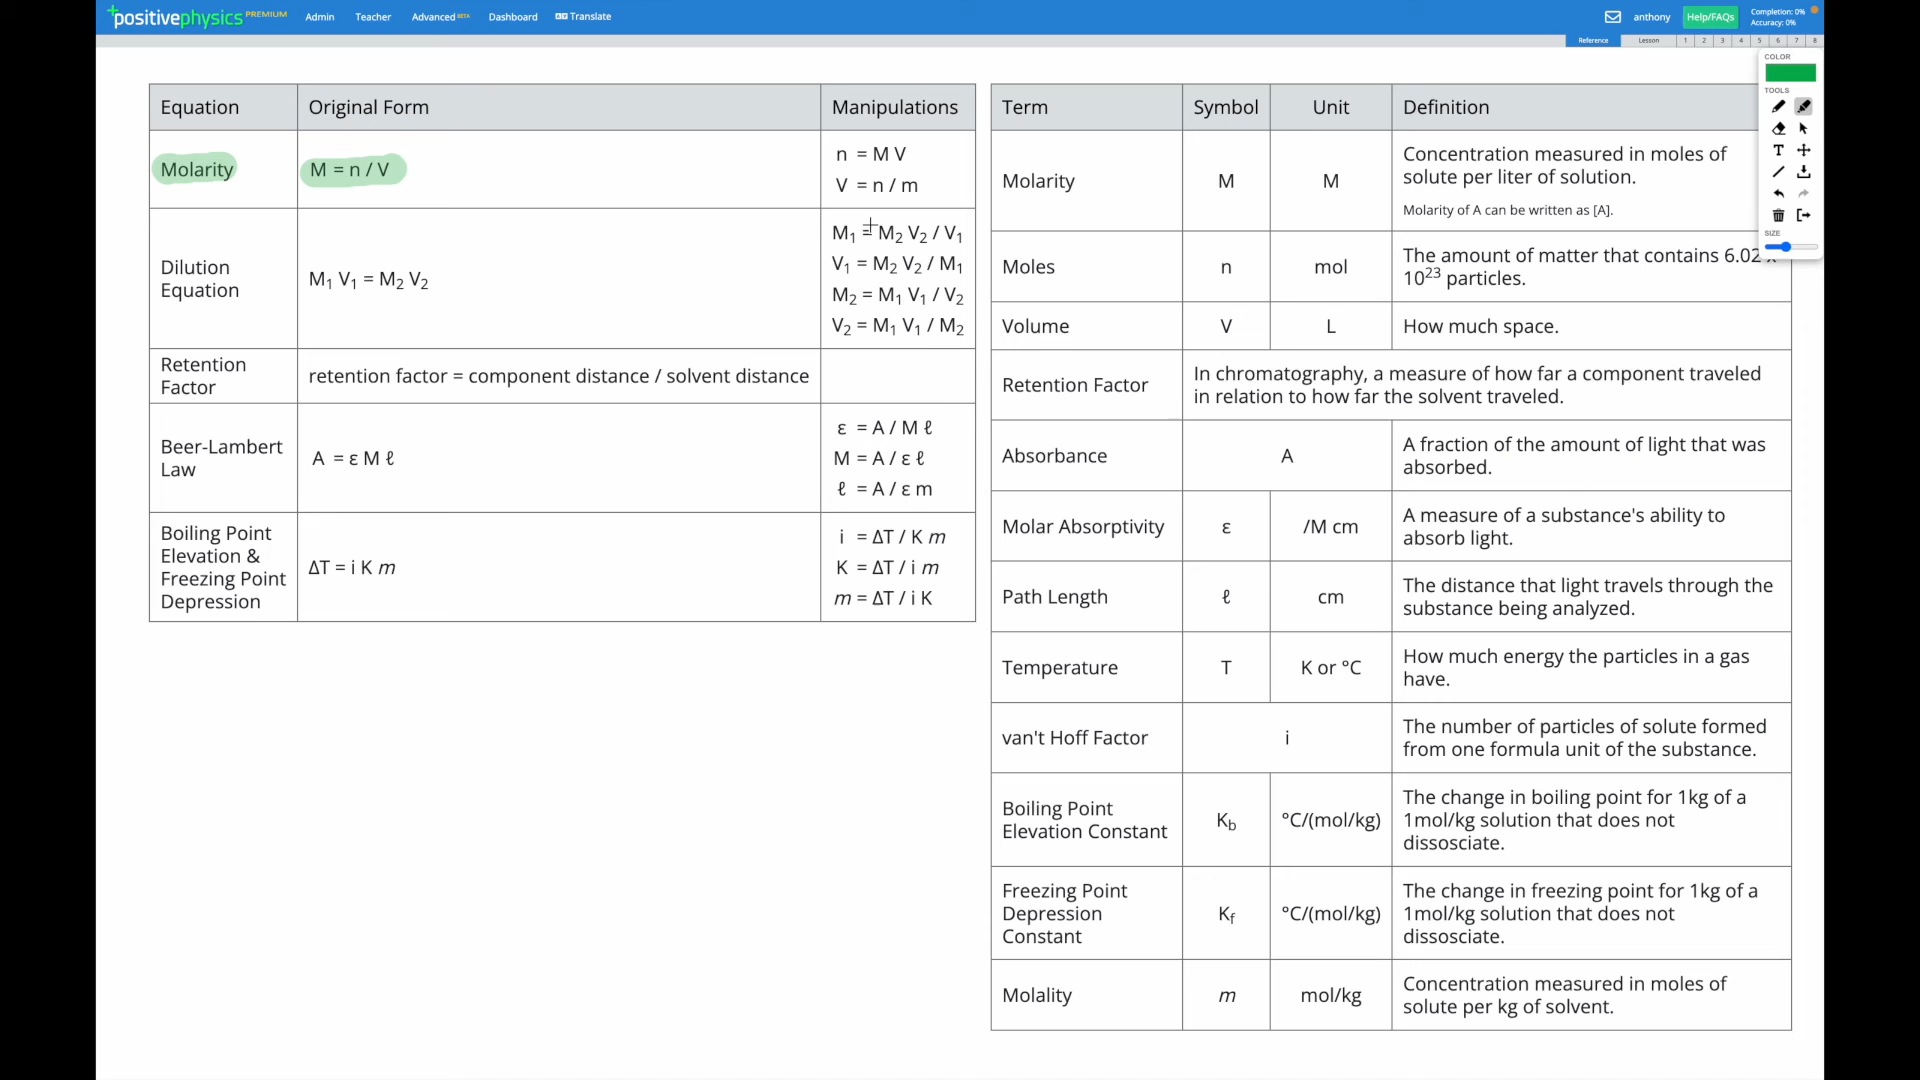 positivephysics PREMIUM Admin Teacher Advanced BETA Dashboard Translate anthony Help/FAQs Completion: 0%
Accuracy: 0%
Reference Lesson 1 2 3 4 5 6 7 8
COLOR
TOOLS
T
SIZE
Equation Original Form Manipulations
Molarity M = n / V n = M V
V = n / m
Dilution Equation M₁ V₁ = M₂ V₂ M₁ = M₂ V₂ / V₁
V₁ = M₂ V₂ / M₁
M₂ = M₁ V₁ / V₂
V₂ = M₁ V₁ / M₂
Retention
Factor
retention factor = component distance / solvent distance
Beer-Lambert
Law
A = ε M ℓ
ε = A / M ℓ
M = A / ε ℓ
ℓ = A / ε m
Boiling Point
Elevation &
Freezing Point
Depression
ΔT = i K m
i = ΔT / K m
K = ΔT / i m
m = ΔT / i K
Term Symbol Unit Definition
Molarity M M Concentration measured in moles of
solute per liter of solution.
Molarity of A can be written as [A].
Moles n mol The amount of matter that contains 6.02 x
10²³ particles.
Volume V L How much space.
Retention Factor In chromatography, a measure of how far a component traveled
in relation to how far the solvent traveled.
Absorbance A A fraction of the amount of light that was
absorbed.
Molar Absorptivity ε /M cm A measure of a substance's ability to
absorb light.
Path Length ℓ cm The distance that light travels through the
substance being analyzed.
Temperature T K or °C How much energy the particles in a gas
have.
van't Hoff Factor i The number of particles of solute formed
from one formula unit of the substance.
Boiling Point
Elevation Constant
K_b °C/(mol/kg) The change in boiling point for 1kg of a
1mol/kg solution that does not
dissosciate.
Freezing Point
Depression
Constant
K_f °C/(mol/kg) The change in freezing point for 1kg of a
1mol/kg solution that does not
dissosciate.
Molality m mol/kg Concentration measured in moles of
solute per kg of solvent.